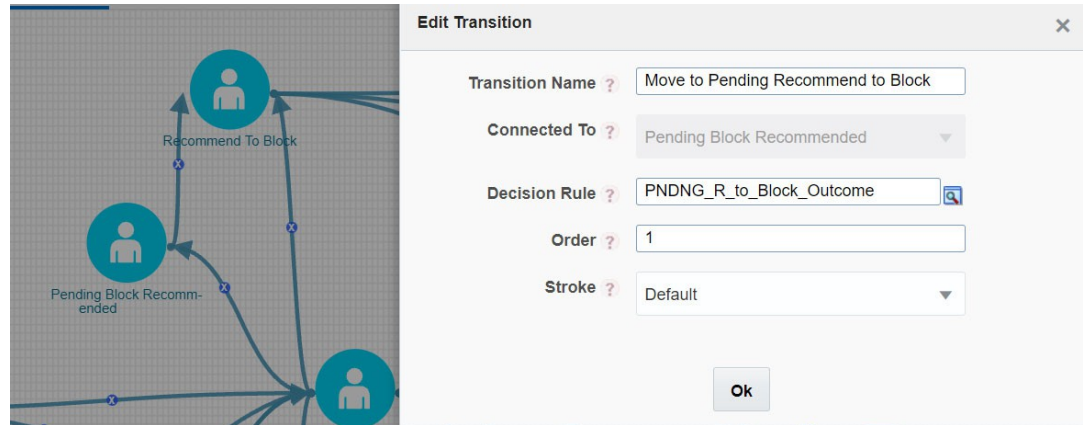 Edit Transition
Transition Name ? Move to Pending Recommend to Block
Connected To ? Pending Block Recommended
Decision Rule ? PNDNG_R_to_Block_Outcome
Order ? 1
Stroke ? Default
Ok
Recommend To Block
X
X
X
Pending Block Recomm-
ended
X